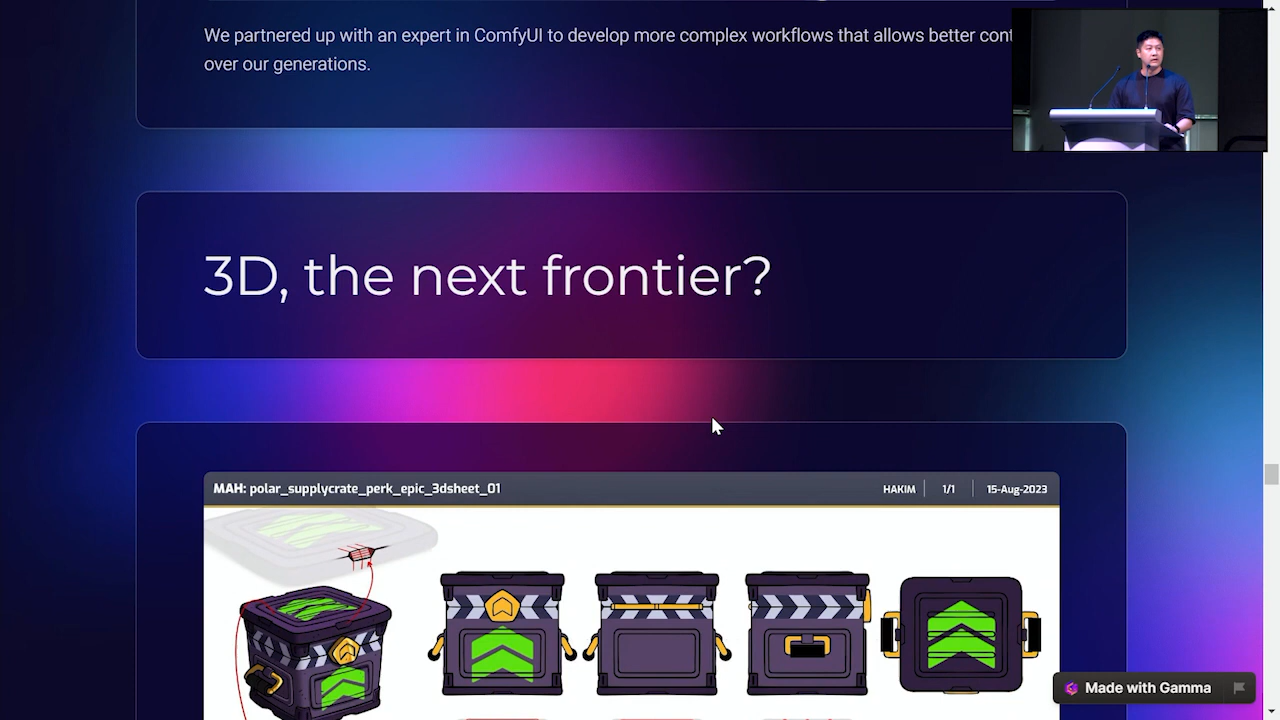 We partnered up with an expert in ComfyUI to develop more complex workflows that allows better cont
over our generations.
3D, the next frontier?
MAH: polar_supplycrate_perk_epic_3dsheet_01
HAKIM 1/1 15-Aug-2023
Made with Gamma